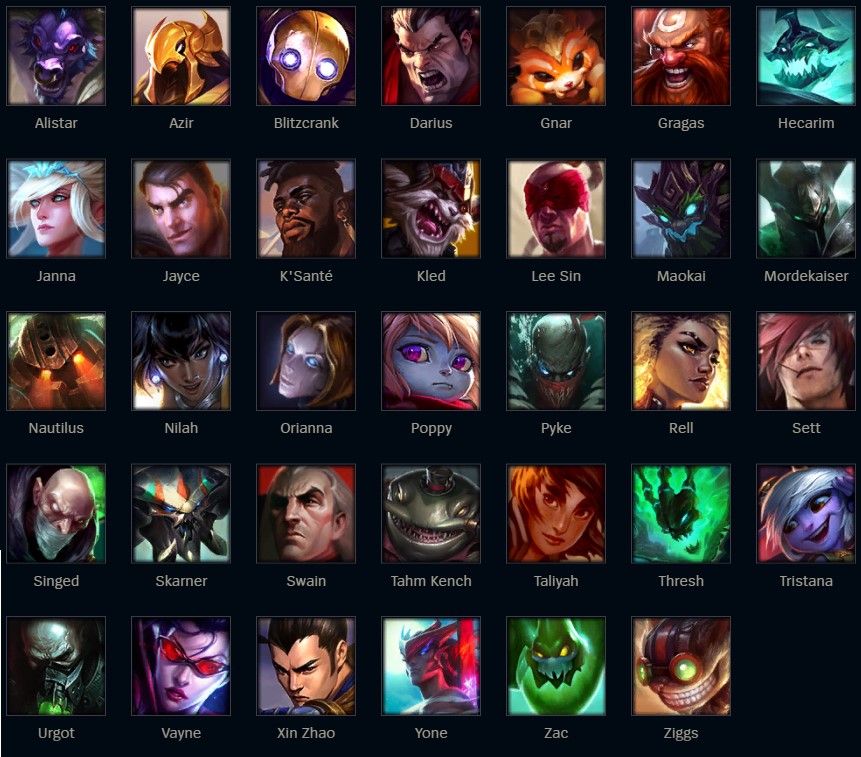 Alistar Azir Blitzcrank Darius Gnar Gragas Hecarim
Janna Jayce K'Santé Kled Lee Sin Maokai Mordekaiser
Nautilus Nilah Orianna Poppy Pyke Rell Sett
Singed Skarner Swain Tahm Kench Taliyah Thresh Tristana
Urgot Vayne Xin Zhao Yone Zac Ziggs